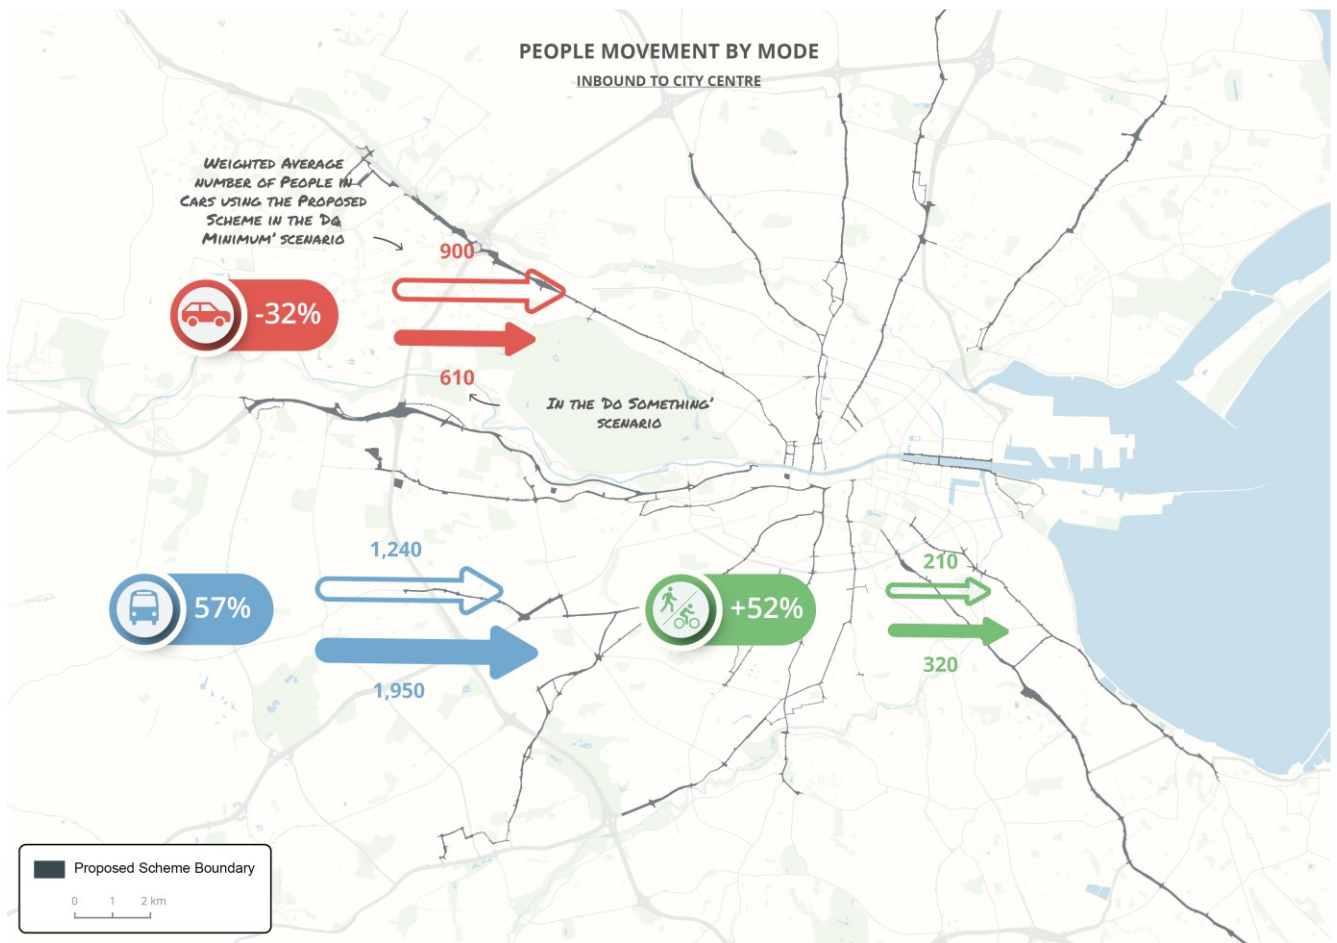 PEOPLE MOVEMENT BY MODE
INBOUND TO CITY CENTRE
WEIGHTED AVERAGE
NUMBER OF PEOPLE IN
CARS USING THE PROPOSED
SCHEME IN THE 'DO
MINIMUM' SCENARIO
900
-32%
610
IN THE 'DO SOMETHING'
SCENARIO
1,240
57%
1,950
210
+52%
320
Proposed Scheme Boundary
0 1 2 km